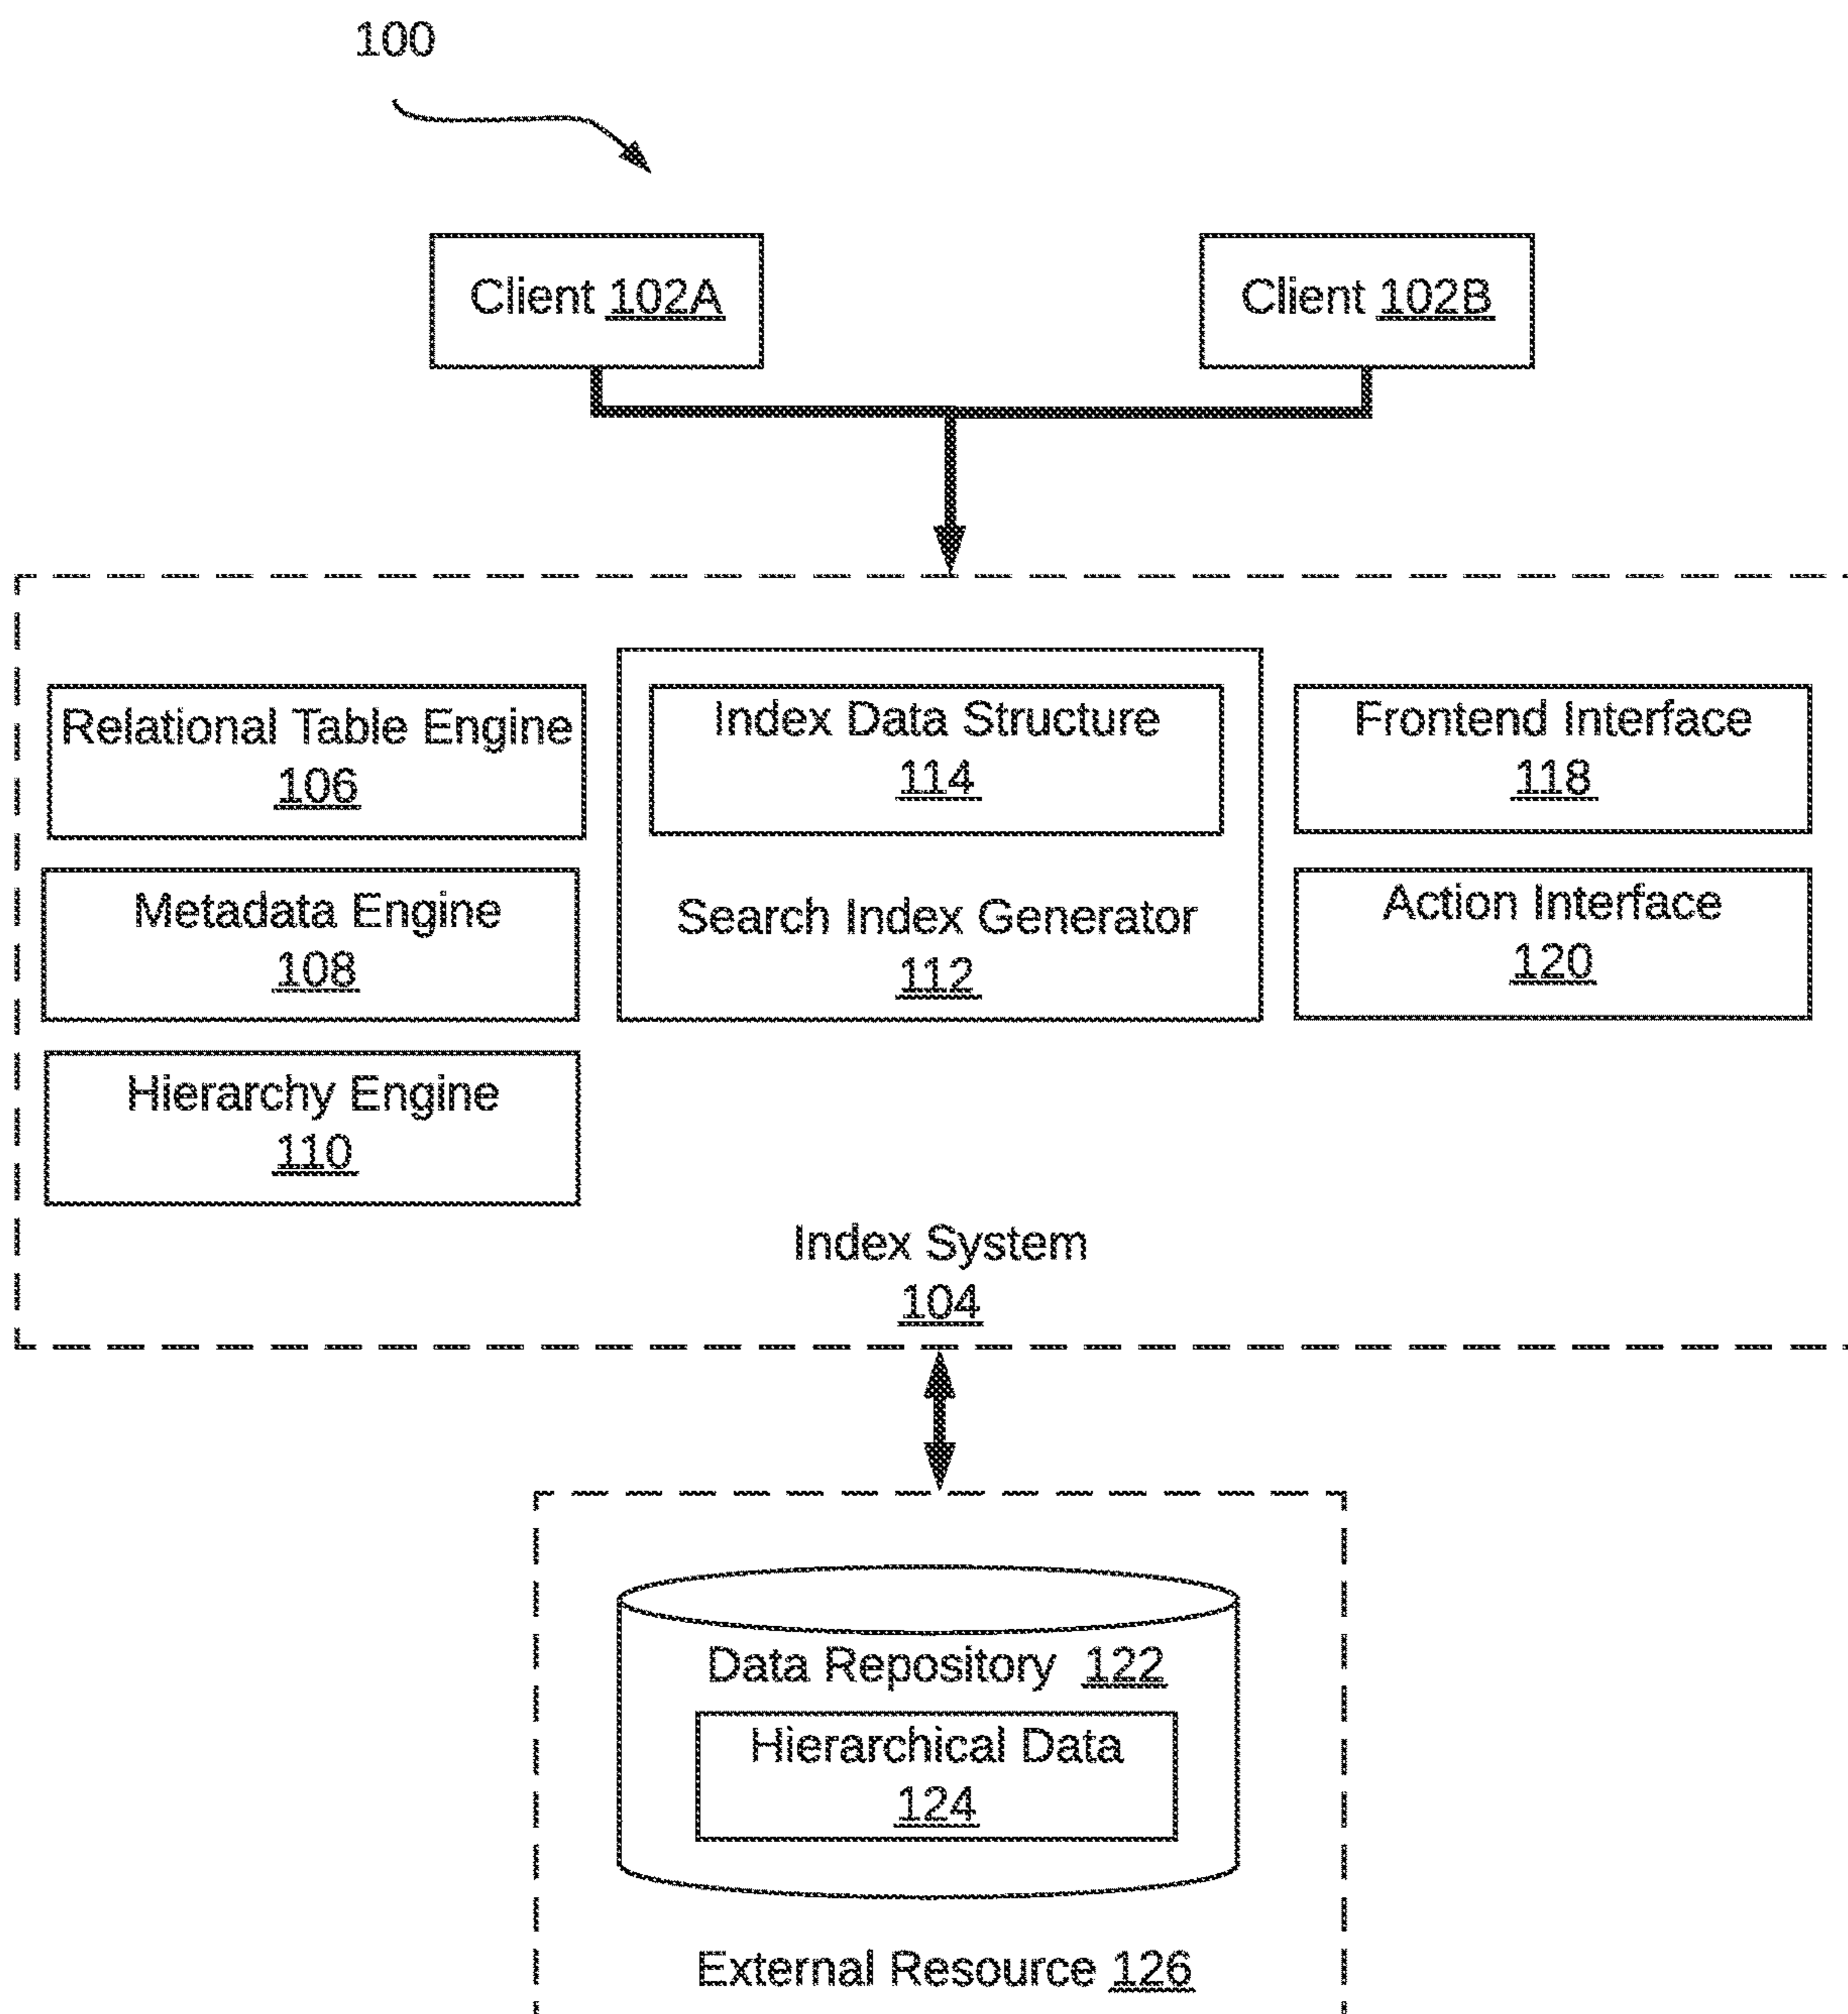 100
Client 102A
Client 102B
Relational Table Engine
106
Metadata Engine
108
Hierarchy Engine
110
Index Data Structure
114
Search Index Generator
112
Frontend Interface
118
Action Interface
120
Index System
104
Data Repository 122
Hierarchical Data
124
External Resource 126